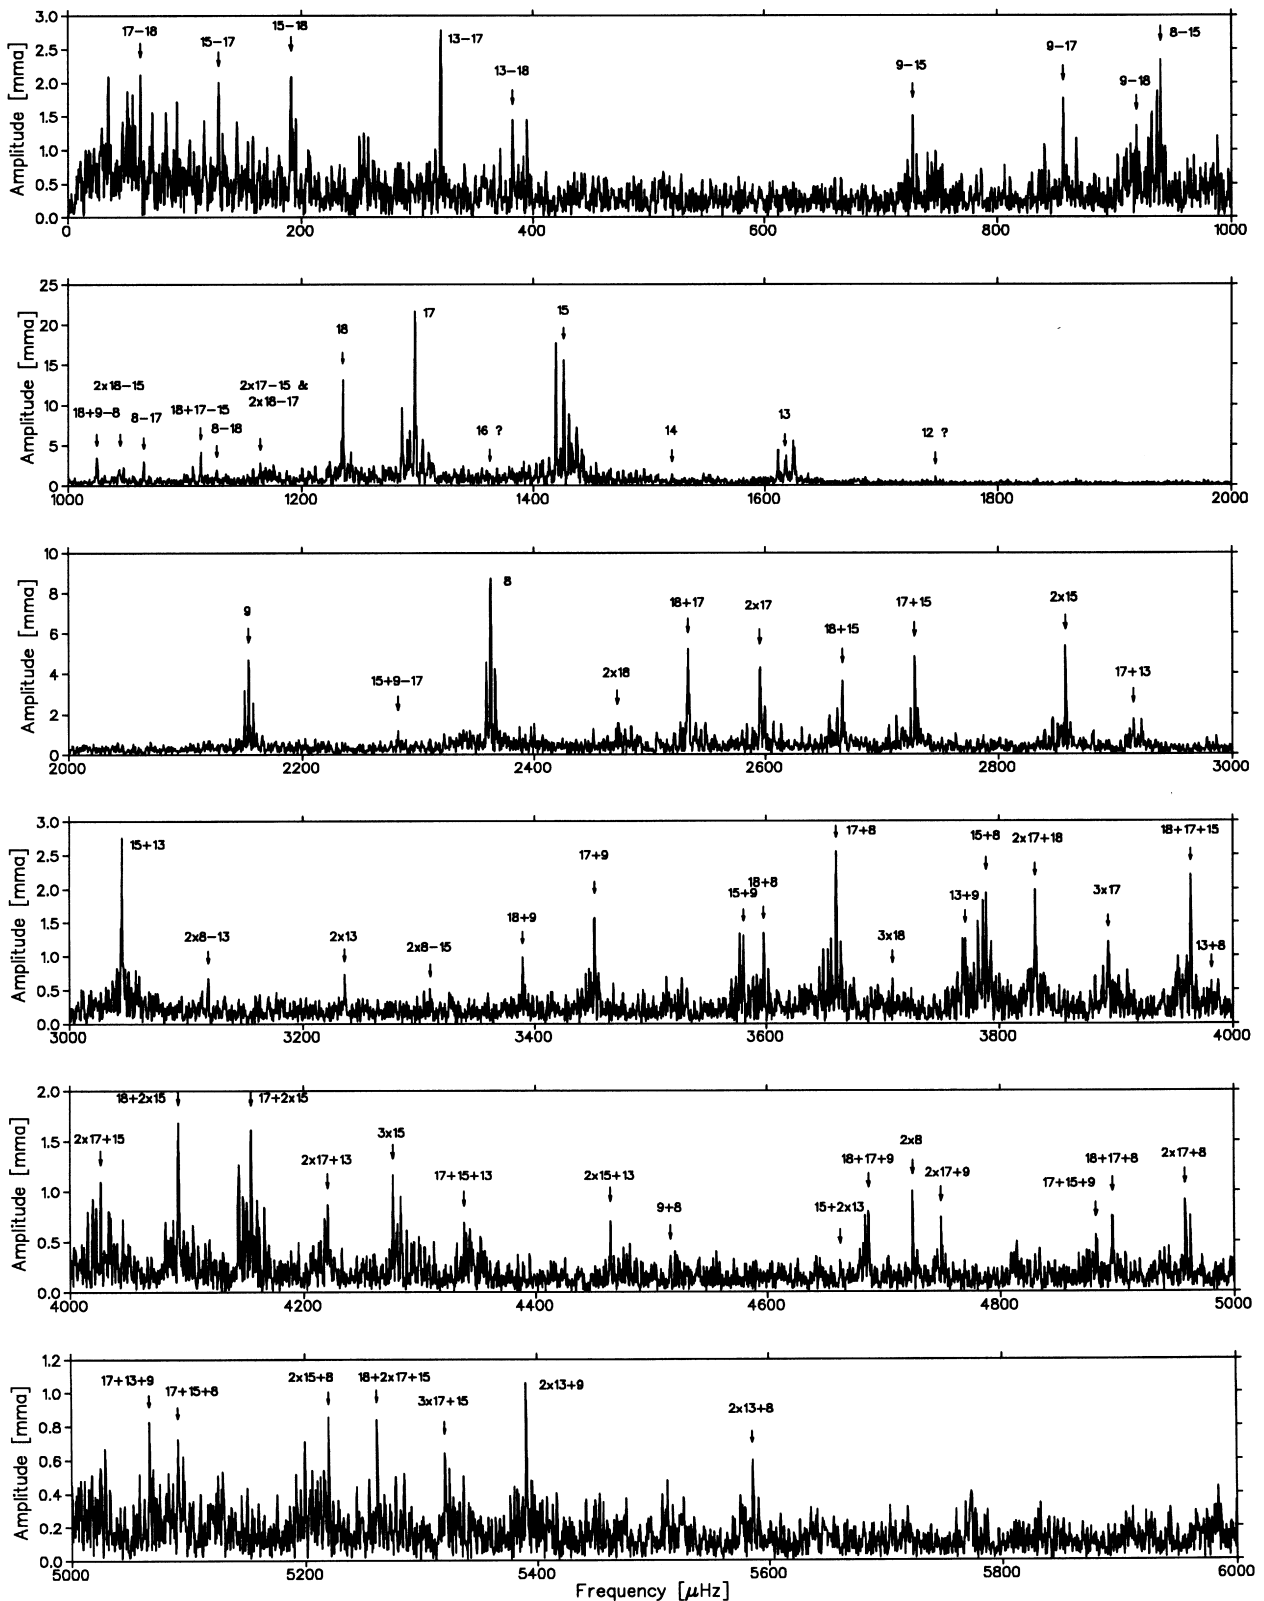 3.0
2.5
2.0
1.5
1.0
0.5
0.0
Amplitude [mma]
17-18
15-17
15-18
13-17
13-18
9-15
9-17
9-18
8-15
0 200 400 600 800 1000
25
20
15
10
5
0
Amplitude [mma]
18+9-8
2x18-15
8-17
18+17-15
8-18
2x17-15 &
2x18-17
18
17
16 ?
15
14
13
12 ?
1000 1200 1400 1600 1800 2000
10
8
6
4
2
0
Amplitude [mma]
9
15+9-17
8
2x18
18+17
2x17
18+15
17+15
2x15
17+13
2000 2200 2400 2600 2800 3000
3.0
2.5
2.0
1.5
1.0
0.5
0.0
Amplitude [mma]
15+13
2x8-13
2x13
2x8-15
18+9
17+9
15+9
18+8
17+8
3x18
13+9
15+8
2x17+18
3x17
18+17+15
13+8
3000 3200 3400 3600 3800 4000
2.0
1.5
1.0
0.5
0.0
Amplitude [mma]
2x17+15
18+2x15
17+2x15
2x17+13
3x15
17+15+13
2x15+13
9+8
15+2x13
18+17+9
2x8
2x17+9
17+15+9
18+17+8
2x17+8
4000 4200 4400 4600 4800 5000
1.2
1.0
0.8
0.6
0.4
0.2
0.0
Amplitude [mma]
17+13+9
17+15+8
2x15+8
18+2x17+15
3x17+15
2x13+9
2x13+8
5000 5200 5400 5600 5800 6000
Frequency [μHz]